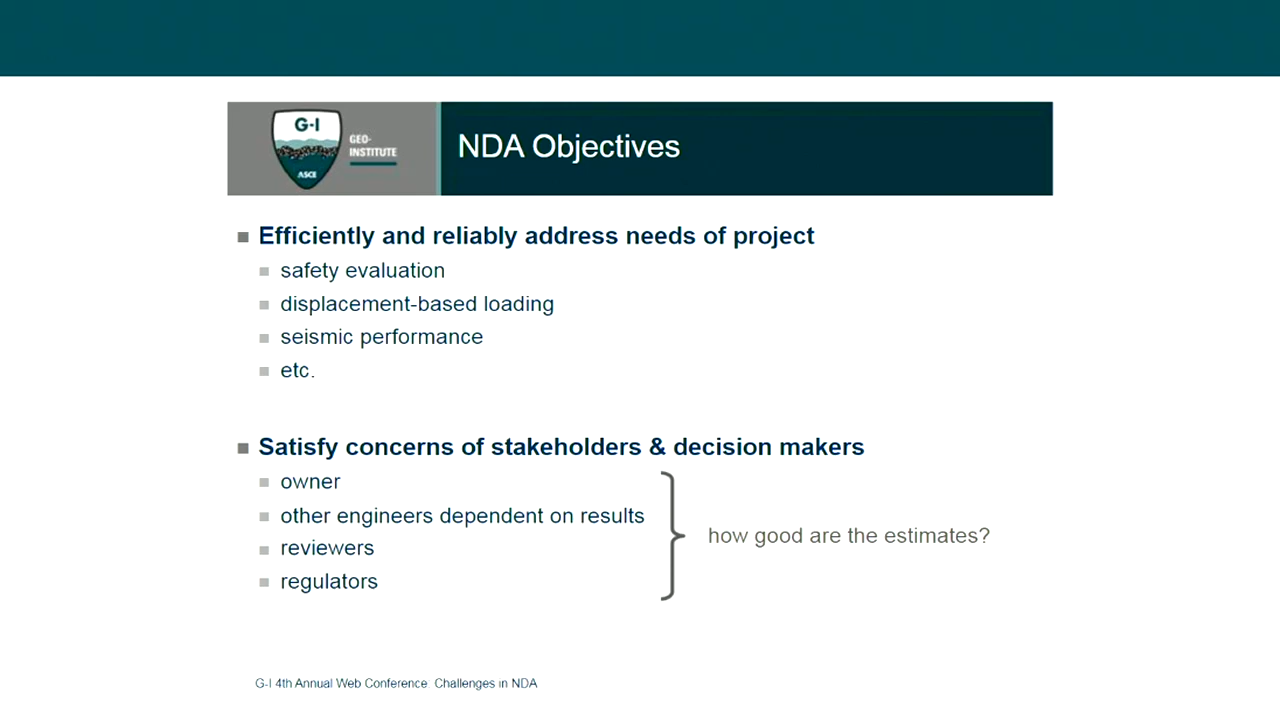 G-I
GEO-
INSTITUTE
ASCE
NDA Objectives
Efficiently and reliably address needs of project
safety evaluation
displacement-based loading
seismic performance
etc.
Satisfy concerns of stakeholders & decision makers
owner
other engineers dependent on results
reviewers
regulators
how good are the estimates?
G-I 4th Annual Web Conference: Challenges in NDA